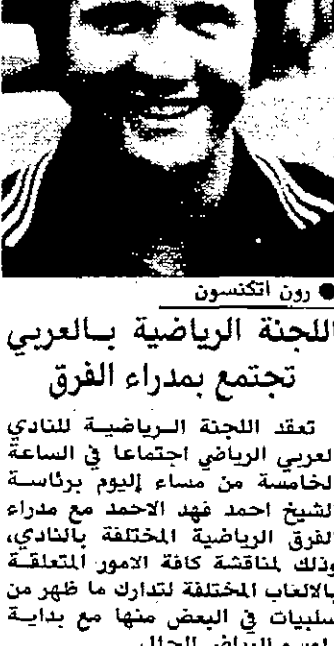 ● رون اتكنسون
اللجنة الرياضية بالعربي
تجتمع بمدراء الفرق
تعقد اللجنة الرياضية للنادي
العربي الرياضي اجتماعا في الساعة
الخامسة من مساء اليوم برئاسة
الشيخ احمد فهد الاحمد مع مدراء
الفرق الرياضية المختلفة بالنادي،
وذلك لمناقشة كافة الامور المتعلقة
بالالعاب المختلفة لتدارك ما ظهر من
سلبيات في البعض منها مع بداية